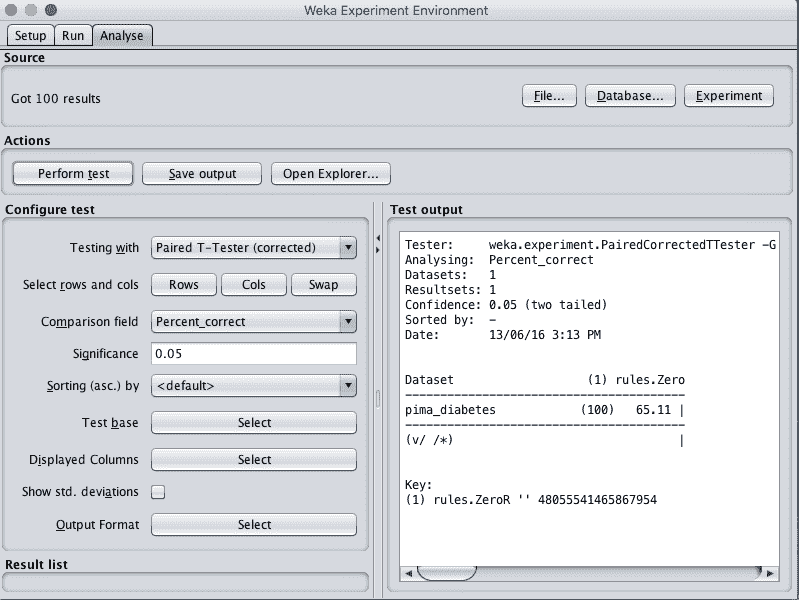 Weka Experiment Environment
Setup Run Analyse
Source
Got 100 results
File... Database... Experiment
Actions
Perform test Save output Open Explorer...
Configure test
Testing with Paired T-Tester (corrected)
Select rows and cols Rows Cols Swap
Comparison field Percent_correct
Significance 0.05
Sorting (asc.) by <default>
Test base Select
Displayed Columns Select
Show std. deviations
Output Format Select
Result list
Test output
Tester: weka.experiment.PairedCorrectedTTester -G
Analysing: Percent_correct
Datasets: 1
Resultsets: 1
Confidence: 0.05 (two tailed)
Sorted by: -
Date: 13/06/16 3:13 PM
Dataset (1) rules.Zero
----------------------------------------
pima_diabetes (100) 65.11 |
----------------------------------------
(v/ /*) |
Key:
(1) rules.ZeroR '' 48055541465867954